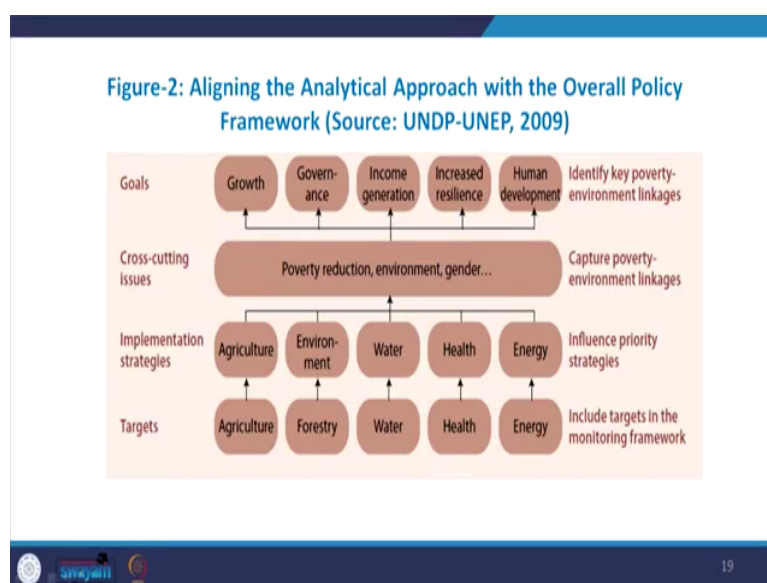 Figure-2: Aligning the Analytical Approach with the Overall Policy
Framework (Source: UNDP-UNEP, 2009)
Goals
Growth
Govern-
ance
Income
generation
Increased
resilience
Human
development
Identify key poverty-
environment linkages
Cross-cutting
issues
Poverty reduction, environment, gender...
Capture poverty-
environment linkages
Implementation
strategies
Agriculture
Environ-
ment
Water
Health
Energy
Influence priority
strategies
Targets
Agriculture
Forestry
Water
Health
Energy
Include targets in the
monitoring framework
swayam
19